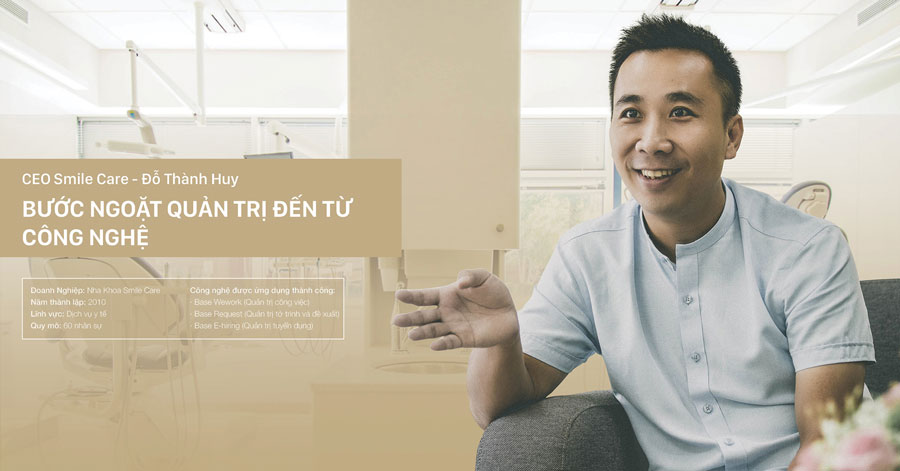 CEO Smile Care - Đỗ Thành Huy
BƯỚC NGOẶT QUẢN TRỊ ĐẾN TỪ
CÔNG NGHỆ
Doanh Nghiệp: Nha Khoa Smile Care
Năm thành lập: 2010
Lĩnh vực: Dịch vụ y tế
Quy mô: 60 nhân sự
Công nghệ được ứng dụng thành công:
- Base Wework (Quản trị công việc)
- Base Request (Quản trị tờ trình và đề xuất)
- Base E-hiring (Quản trị tuyển dụng)